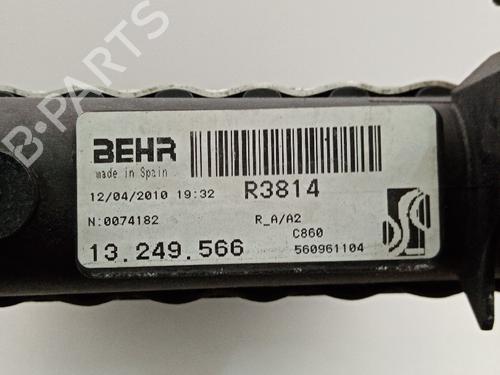 BEHR
made in Spain
12/04/2010 19:32 R3814
N:0074182 R_A/A2
C860
13.249.566 560961104
B-PARTS